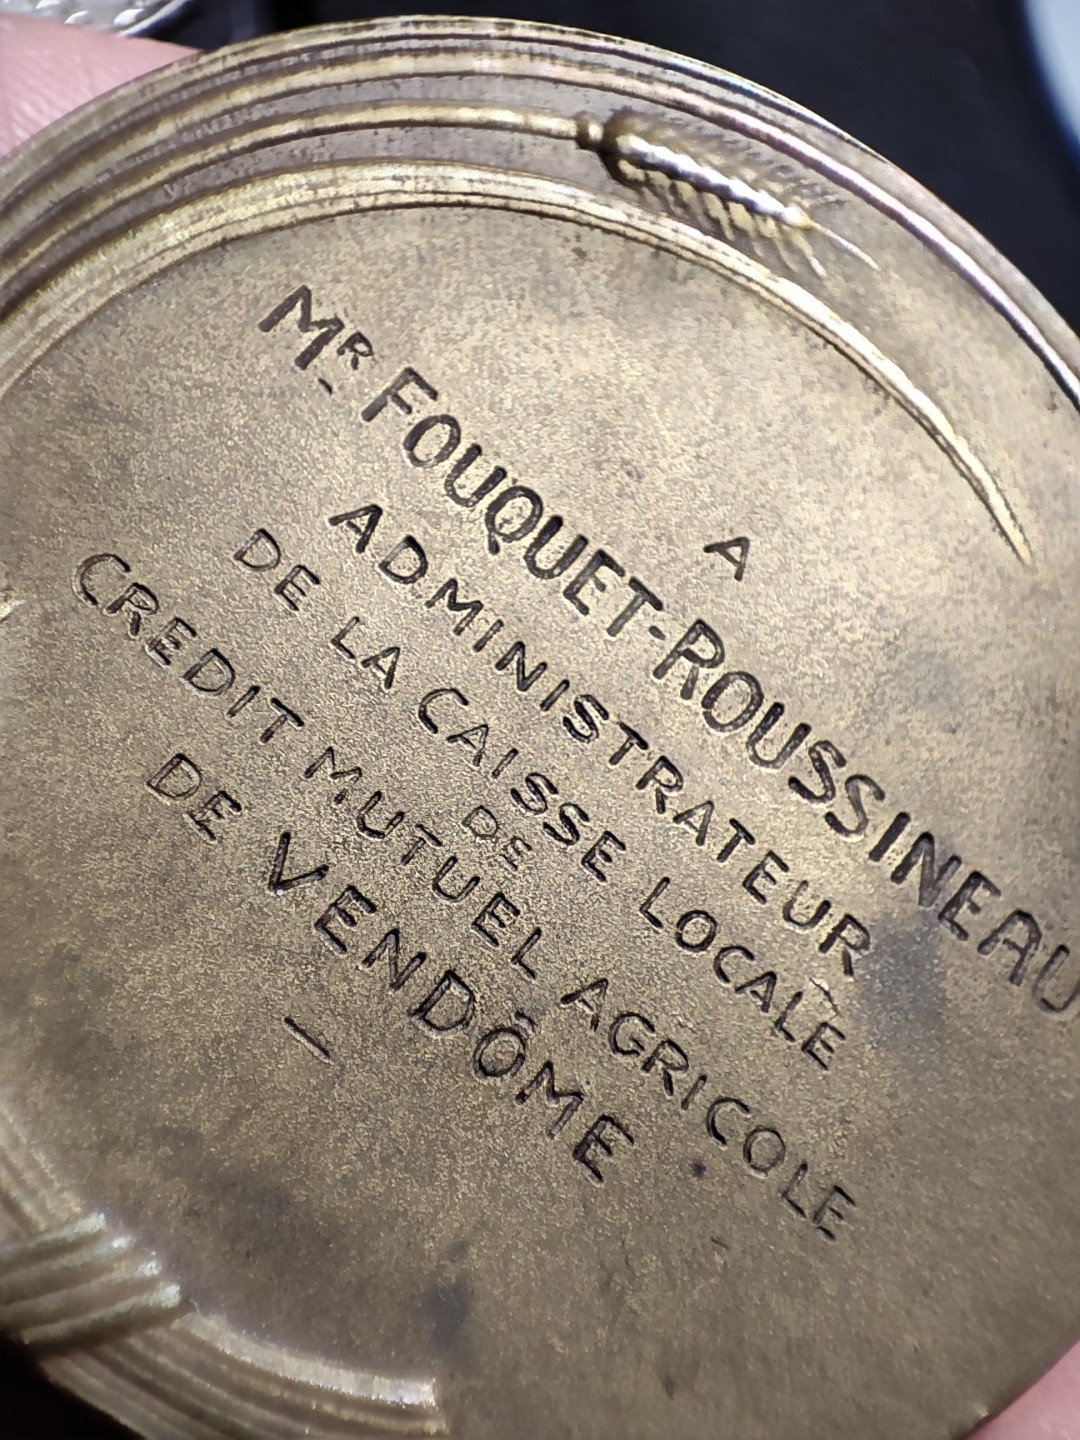 A
MR FOUQUET-ROUSSINEAU
ADMINISTRATEUR
DE LA CAISSE LOCALE
DE
CREDIT MUTUEL AGRICOLE
DE VENDÔME